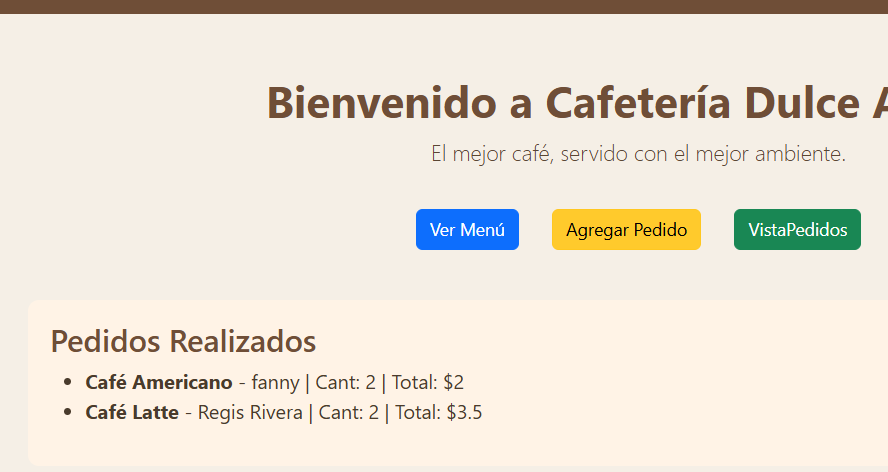 Bienvenido a Cafetería Dulce
El mejor café, servido con el mejor ambiente.
Ver Menú
Agregar Pedido
VistaPedidos
Pedidos Realizados
Café Americano - fanny | Cant: 2 | Total: $2
Café Latte - Regis Rivera | Cant: 2 | Total: $3.5